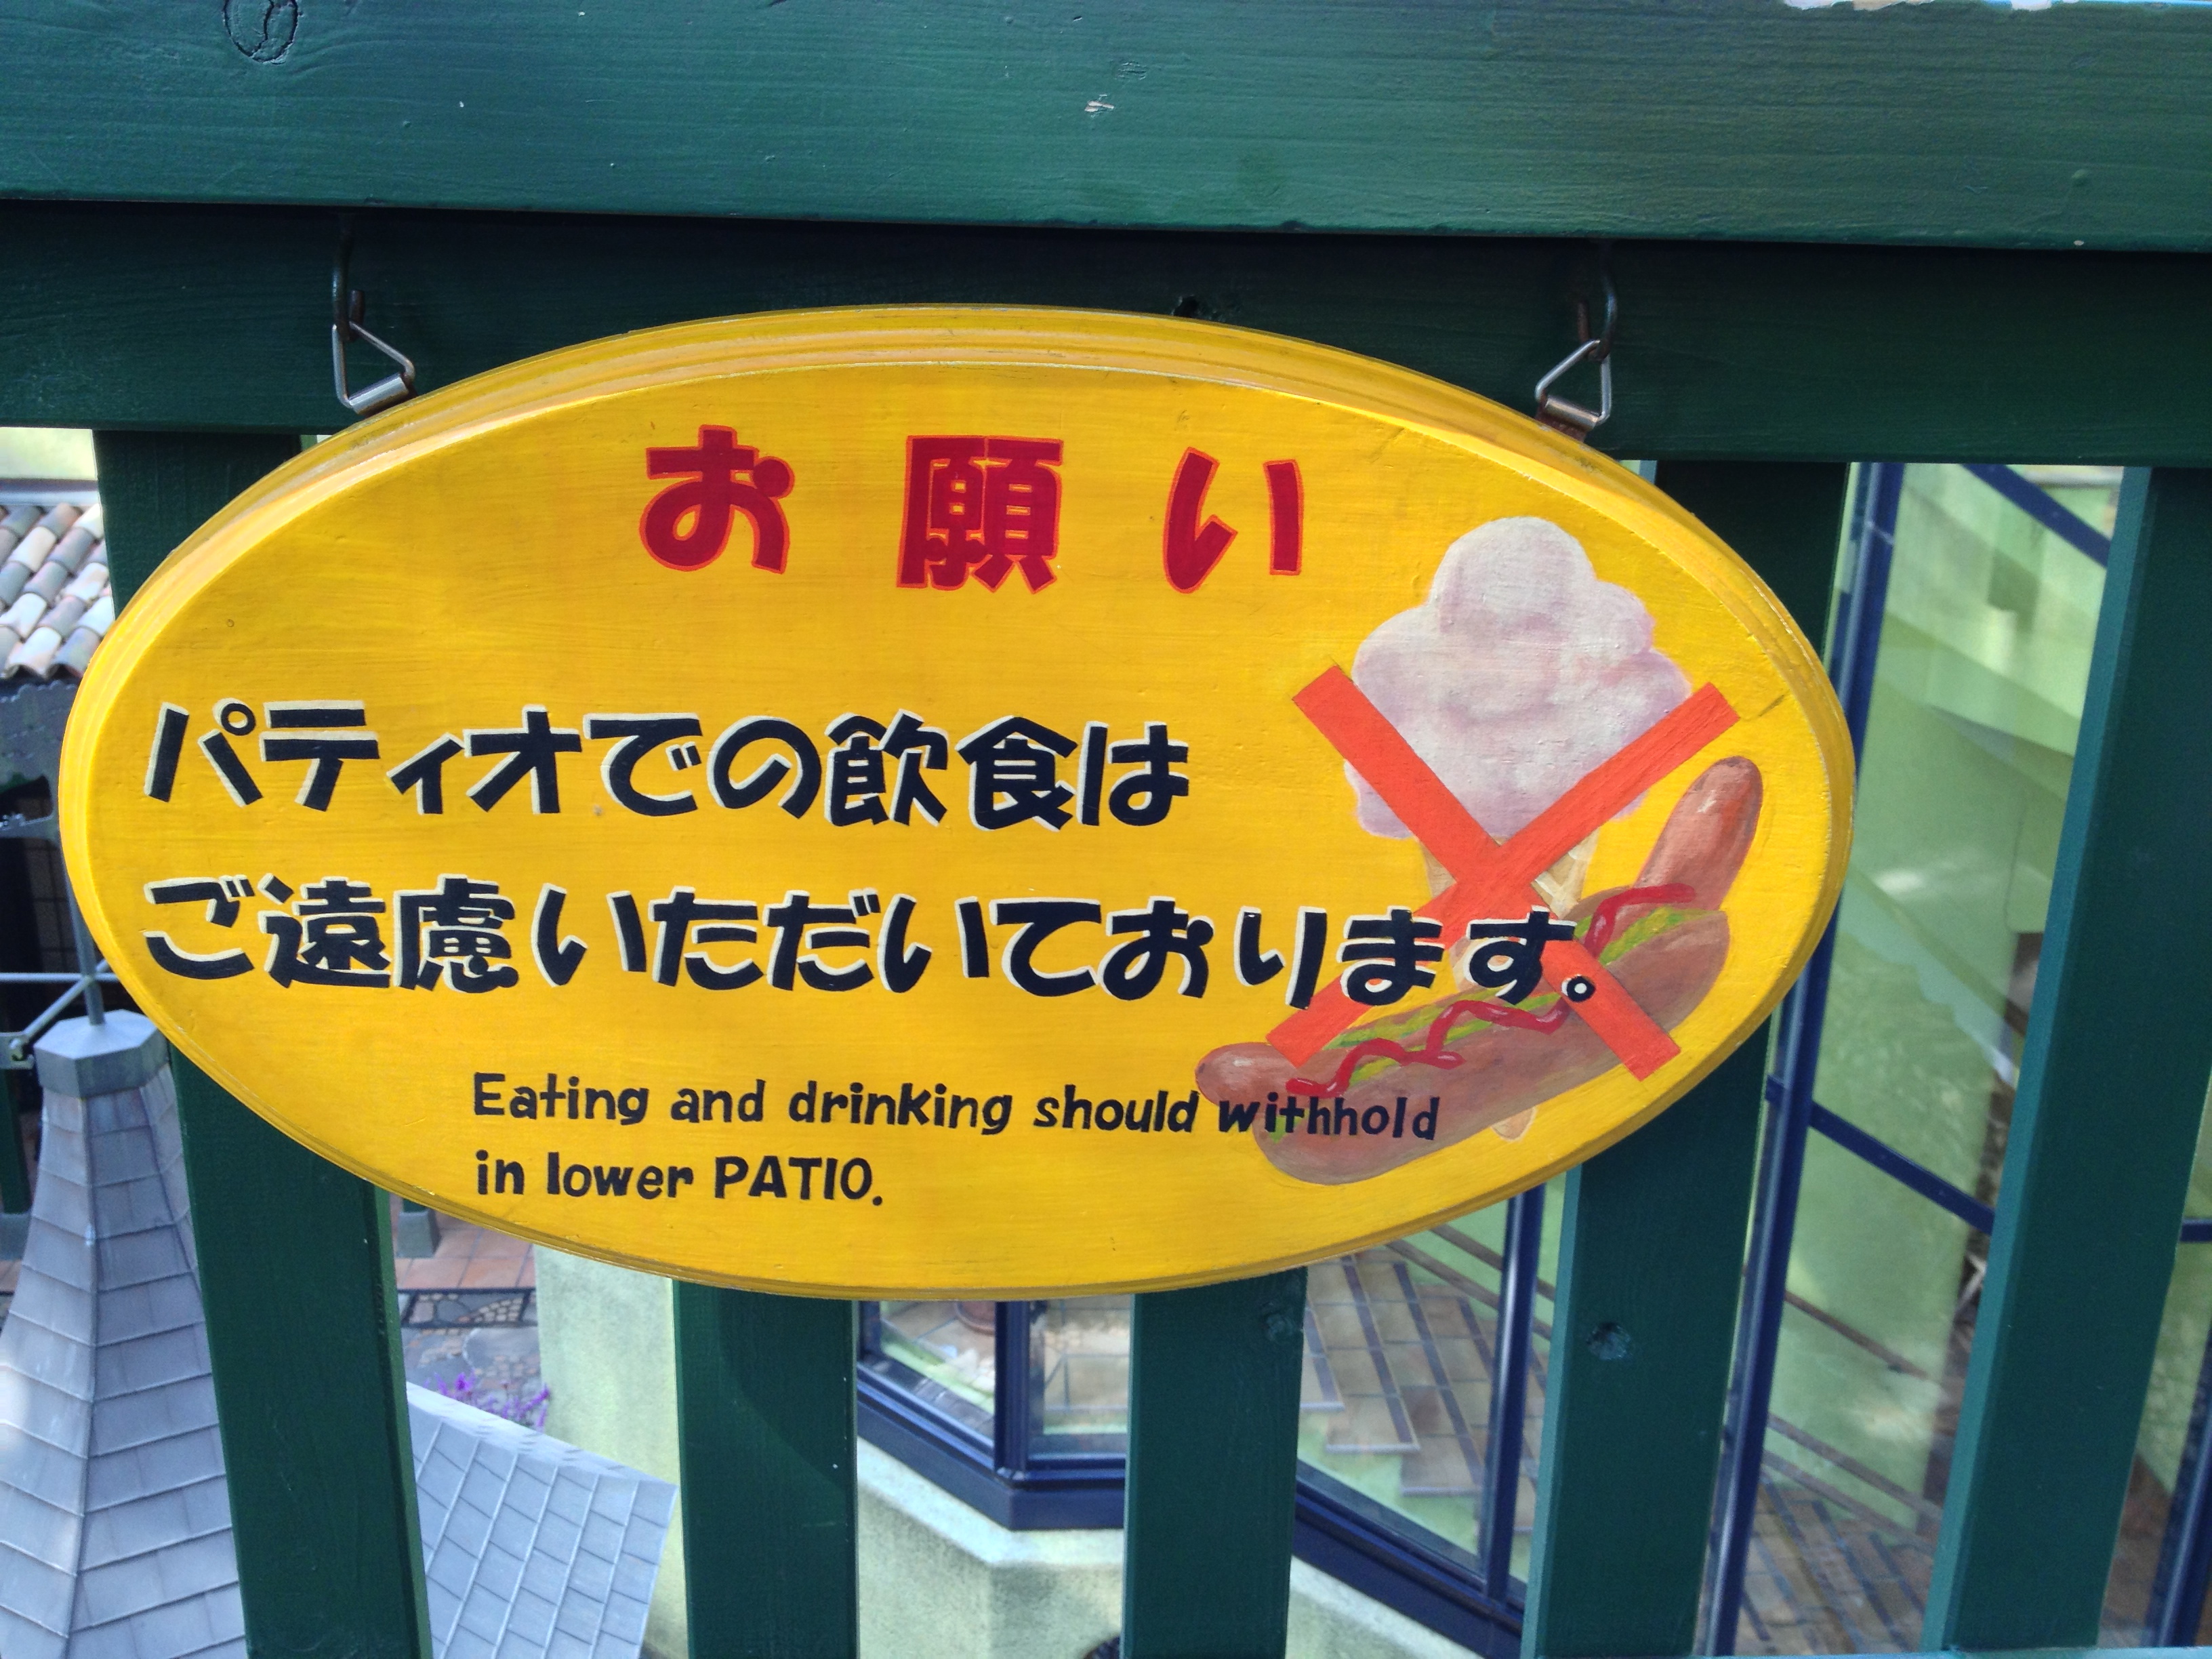 お願い
パティオでの飲食は
ご遠慮いただいております。
Eating and drinking should withhold
in lower PATIO.